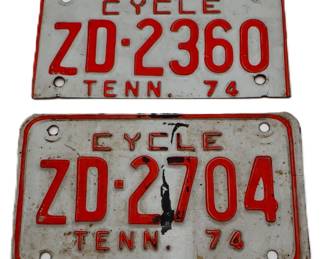 CYCLE
ZD-2360
TENN. 74
CYCLE
ZD-2704
TENN. 74